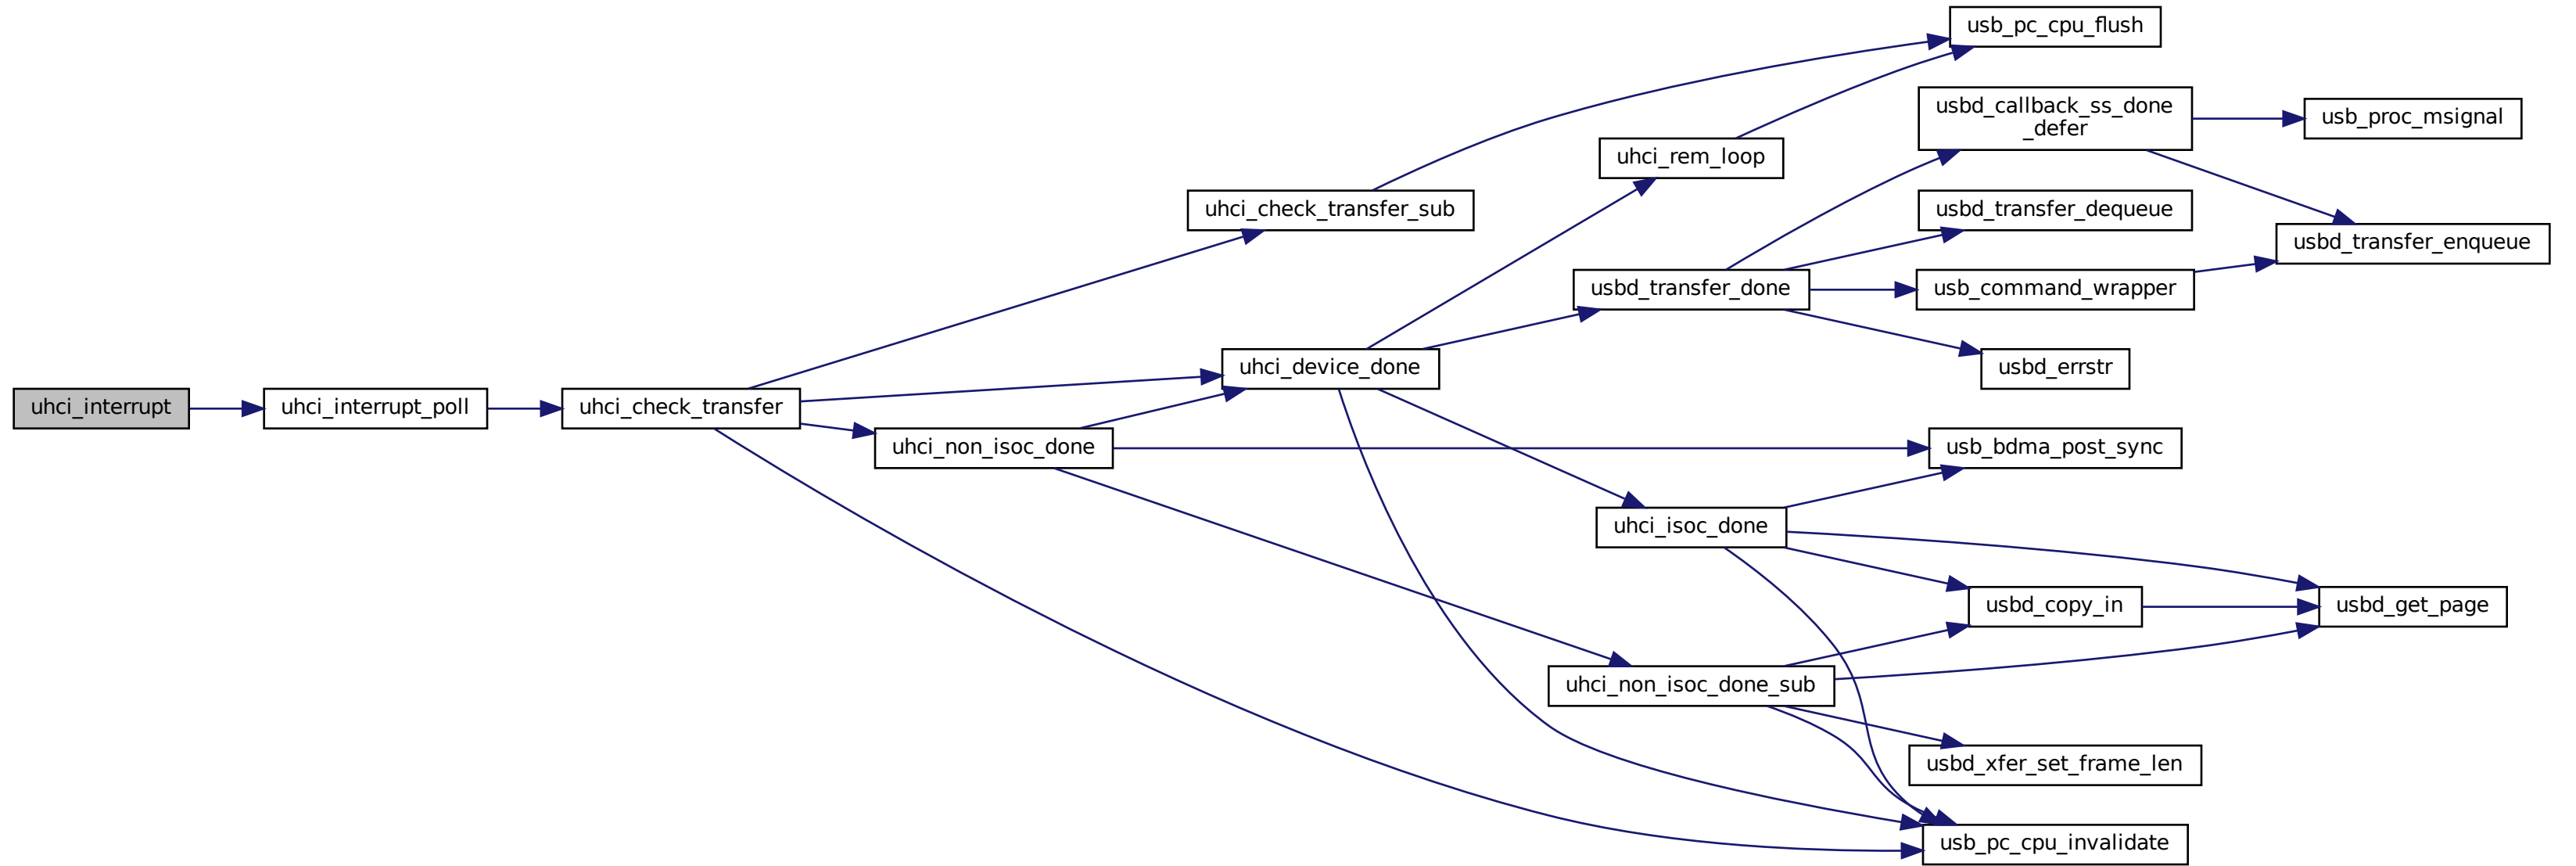 usb_pc_cpu_flush
usbd_callback_ss_done
_defer
usb_proc_msignal
uhci_rem_loop
uhci_check_transfer_sub
usbd_transfer_dequeue
usbd_transfer_enqueue
usbd_transfer_done
usb_command_wrapper
uhci_device_done
usbd_errstr
uhci_interrupt
uhci_interrupt_poll
uhci_check_transfer
uhci_non_isoc_done
usb_bdma_post_sync
uhci_isoc_done
usbd_copy_in
usbd_get_page
uhci_non_isoc_done_sub
usbd_xfer_set_frame_len
usb_pc_cpu_invalidate